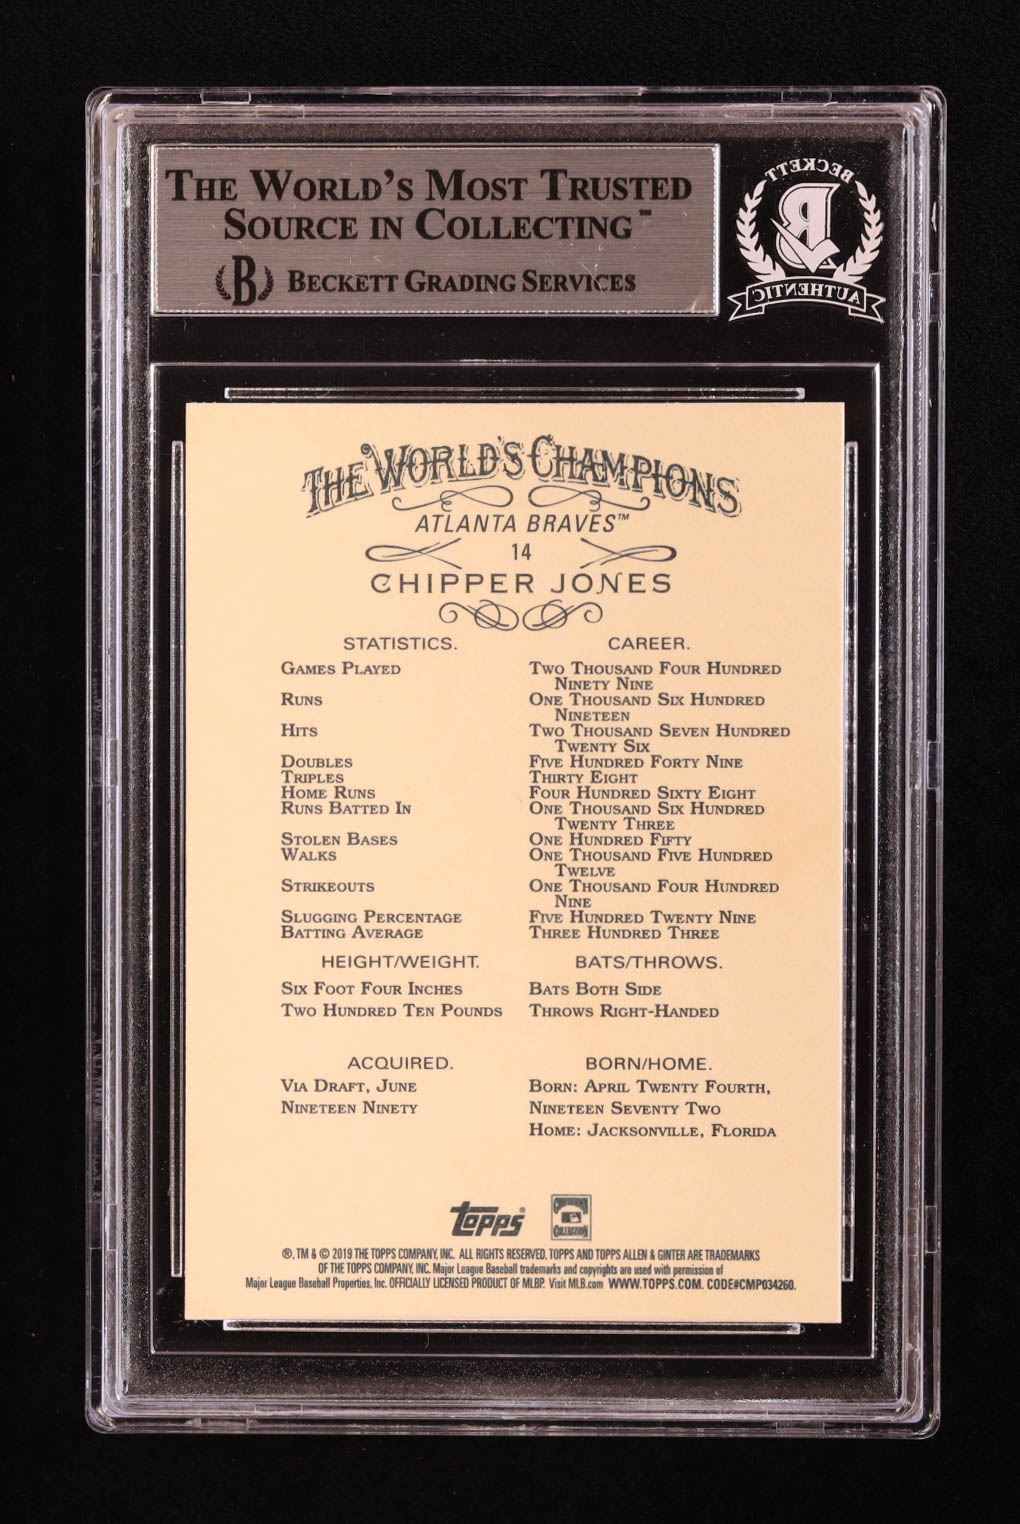 THE WORLD'S MOST TRUSTED
SOURCE IN COLLECTING™
B BECKETT GRADING SERVICES
BECKETT
B
AUTHENTIC
THE WORLD'S CHAMPIONS
ATLANTA BRAVES™
14
CHIPPER JONES
STATISTICS. CAREER.
GAMES PLAYED TWO THOUSAND FOUR HUNDRED
NINETY NINE
RUNS ONE THOUSAND SIX HUNDRED
NINETEEN
HITS TWO THOUSAND SEVEN HUNDRED
TWENTY SIX
DOUBLES FIVE HUNDRED FORTY NINE
TRIPLES THIRTY EIGHT
HOME RUNS FOUR HUNDRED SIXTY EIGHT
RUNS BATTED IN ONE THOUSAND SIX HUNDRED
TWENTY THREE
STOLEN BASES ONE HUNDRED FIFTY
WALKS ONE THOUSAND FIVE HUNDRED
TWELVE
STRIKEOUTS ONE THOUSAND FOUR HUNDRED
NINE
SLUGGING PERCENTAGE FIVE HUNDRED TWENTY NINE
BATTING AVERAGE THREE HUNDRED THREE
HEIGHT/WEIGHT. BATS/THROWS.
SIX FOOT FOUR INCHES BATS BOTH SIDE
TWO HUNDRED TEN POUNDS THROWS RIGHT-HANDED
ACQUIRED. BORN/HOME.
VIA DRAFT, JUNE BORN: APRIL TWENTY FOURTH,
NINETEEN NINETY NINETEEN SEVENTY TWO
HOME: JACKSONVILLE, FLORIDA
topps® COOPERSTOWN
COLLECTION
®, TM & © 2019 THE TOPPS COMPANY, INC. ALL RIGHTS RESERVED. TOPPS AND TOPPS ALLEN & GINTER ARE TRADEMARKS
OF THE TOPPS COMPANY, INC. Major League Baseball trademarks and copyrights are used with permission of
Major League Baseball Properties, Inc. OFFICIALLY LICENSED PRODUCT OF MLBP. Visit MLB.com WWW.TOPPS.COM. CODE#CMP034260.